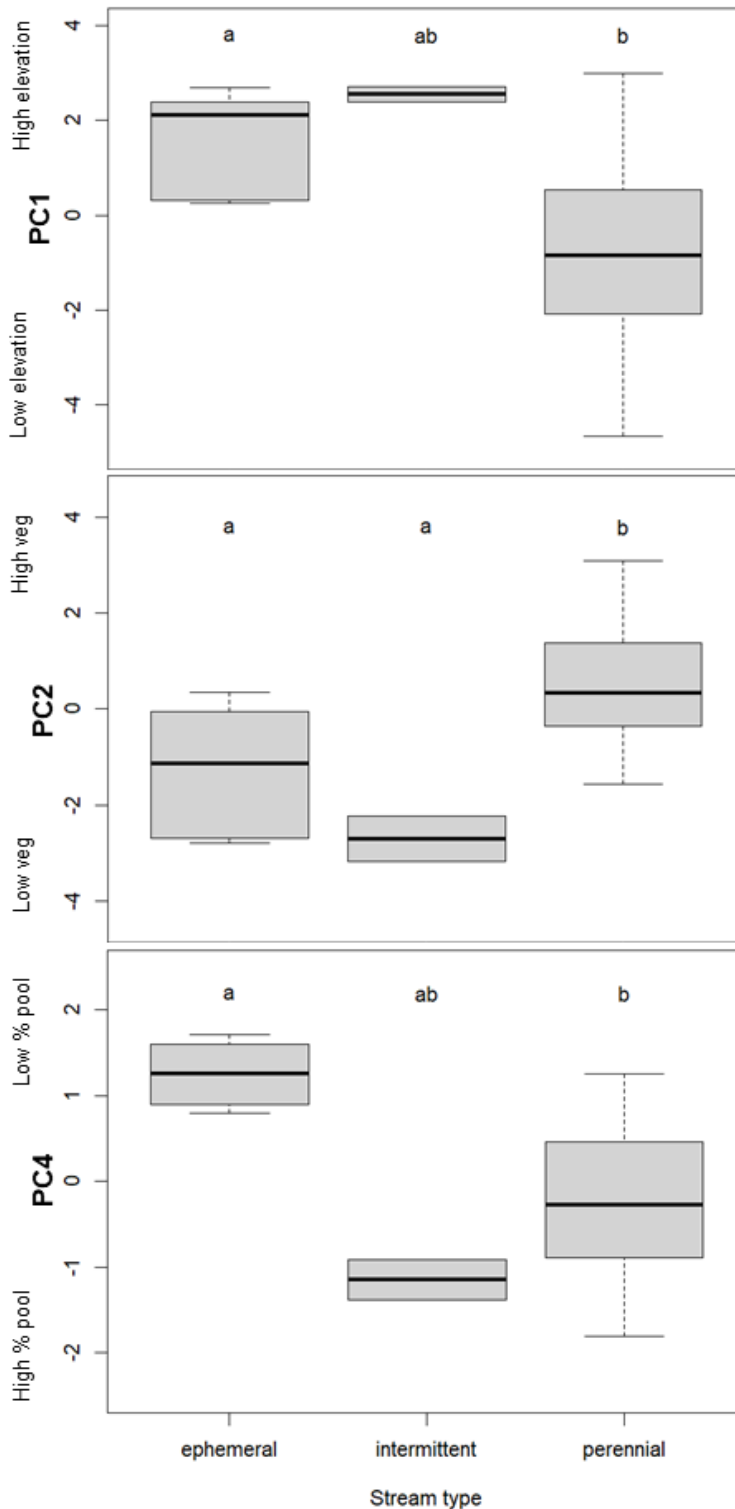 High elevation
Low elevation
PC1
4
2
0
-2
-4
a ab b
High veg
Low veg
PC2
4
2
0
-2
-4
a a b
Low % pool
High % pool
PC4
2
1
0
-1
-2
a ab b
ephemeral intermittent perennial
Stream type